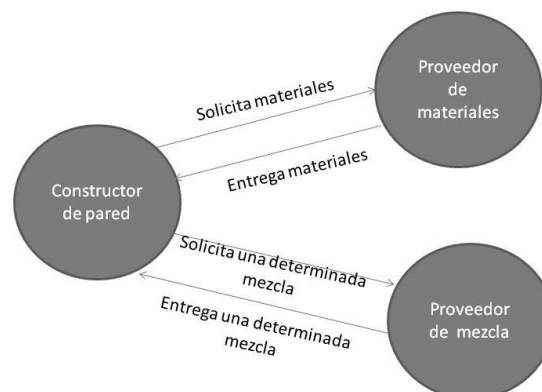 Proveedor
de
materiales
Solicita materiales
Entrega materiales
Constructor
de pared
Solicita una determinada
mezcla
Entrega una determinada
mezcla
Proveedor
de mezcla